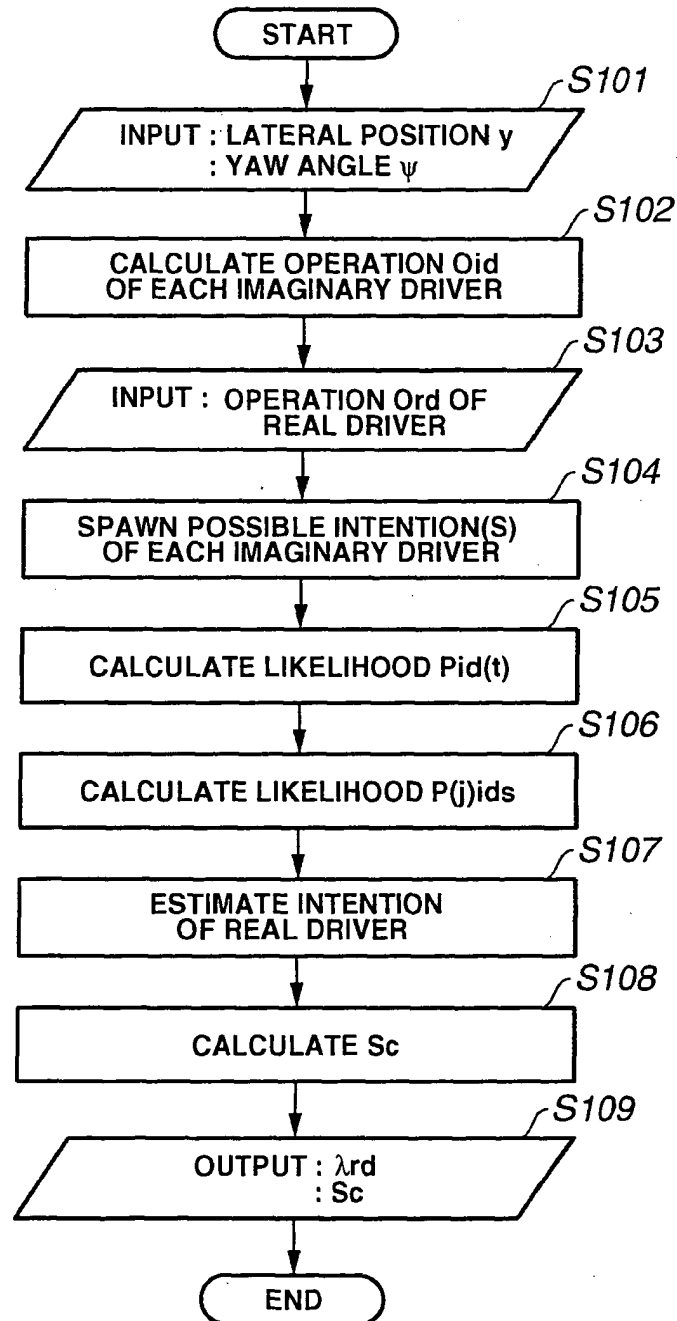 START
S101
INPUT : LATERAL POSITION y
: YAW ANGLE ψ
S102
CALCULATE OPERATION Oid
OF EACH IMAGINARY DRIVER
S103
INPUT : OPERATION Ord OF
REAL DRIVER
S104
SPAWN POSSIBLE INTENTION(S)
OF EACH IMAGINARY DRIVER
S105
CALCULATE LIKELIHOOD Pid(t)
S106
CALCULATE LIKELIHOOD P(j)ids
S107
ESTIMATE INTENTION
OF REAL DRIVER
S108
CALCULATE Sc
S109
OUTPUT : λrd
: Sc
END